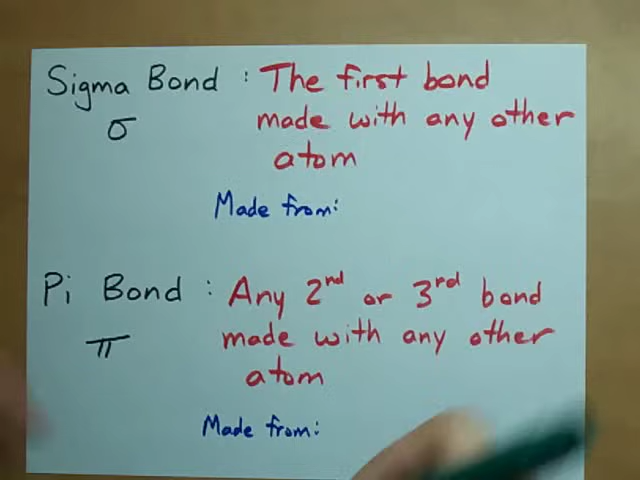 Sigma Bond : The first bond
σ made with any other
atom
Made from:
Pi Bond : Any 2nd or 3rd bond
π made with any other
atom
Made from: